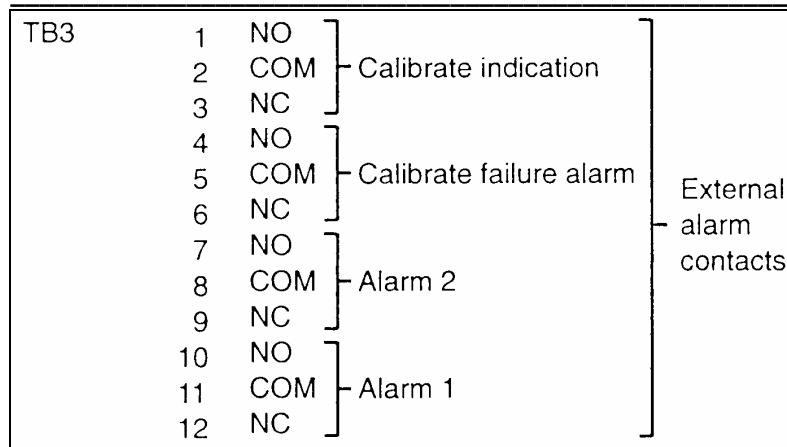 TB3 1 NO
2 COM Calibrate indication
3 NC
4 NO
5 COM Calibrate failure alarm
6 NC
7 NO
8 COM Alarm 2
9 NC
10 NO
11 COM Alarm 1
12 NC
External
alarm
contacts